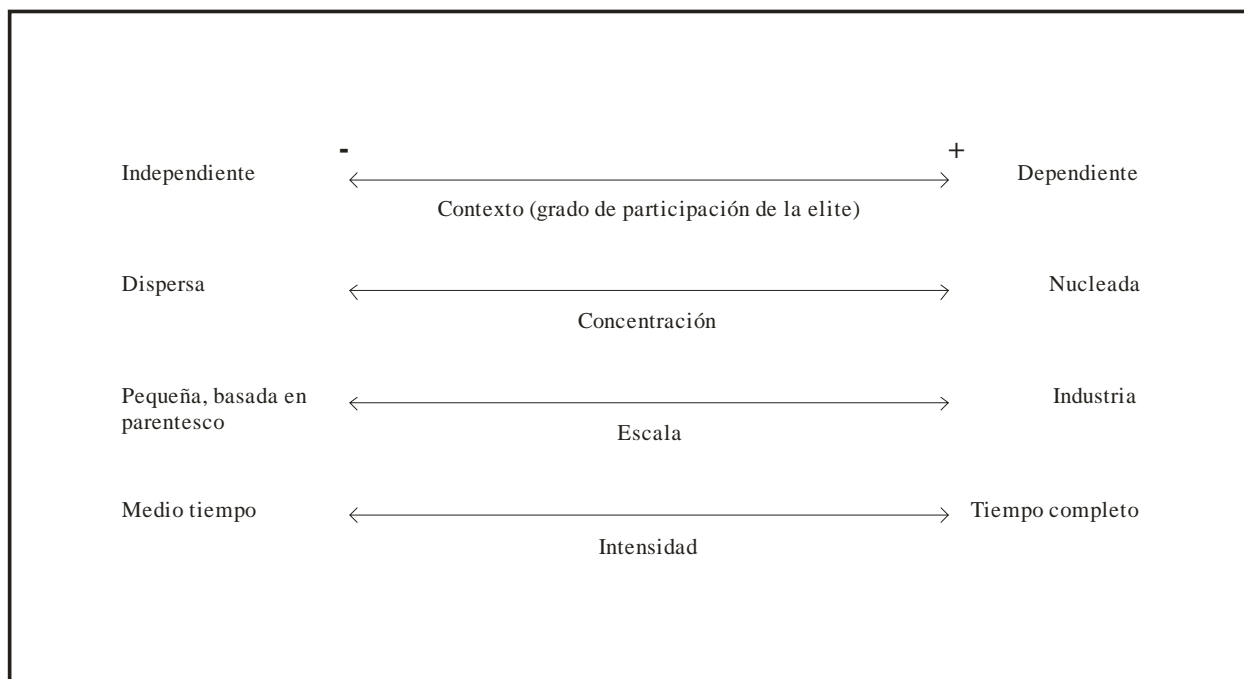 - +
Independiente Dependiente
Contexto (grado de participación de la elite)
Dispersa Nucleada
Concentración
Pequeña, basada en
parentesco
Industria
Escala
Medio tiempo Tiempo completo
Intensidad